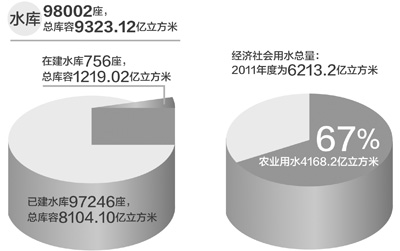 水库 98002座，
总库容9323.12亿立方米
在建水库756座，
总库容1219.02亿立方米
已建水库97246座，
总库容8104.10亿立方米
经济社会用水总量：
2011年度为6213.2亿立方米
67%
农业用水4168.2亿立方米